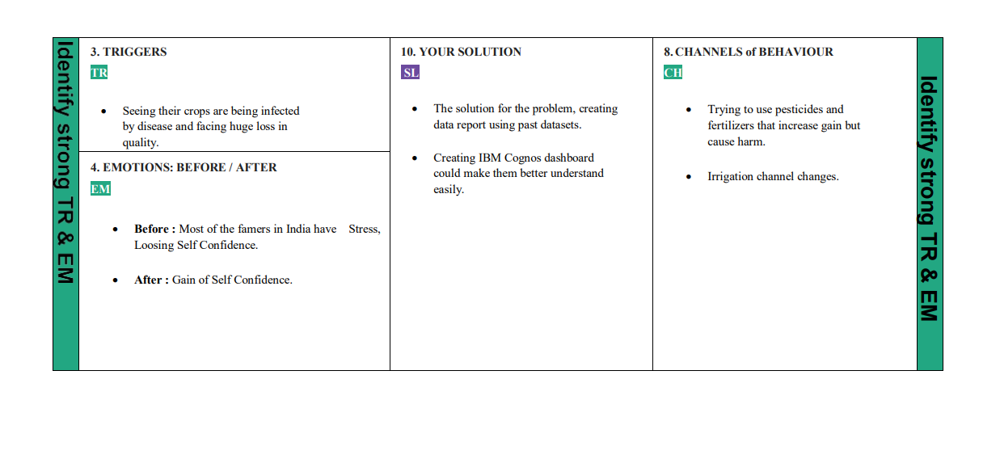 Identify strong TR & EM
3. TRIGGERS
TR
• Seeing their crops are being infected
by disease and facing huge loss in
quality.
4. EMOTIONS: BEFORE / AFTER
EM
• Before : Most of the famers in India have Stress,
Loosing Self Confidence.
• After : Gain of Self Confidence.
10. YOUR SOLUTION
SL
• The solution for the problem, creating
data report using past datasets.
• Creating IBM Cognos dashboard
could make them better understand
easily.
8. CHANNELS of BEHAVIOUR
CH
• Trying to use pesticides and
fertilizers that increase gain but
cause harm.
• Irrigation channel changes.
Identify strong TR & EM